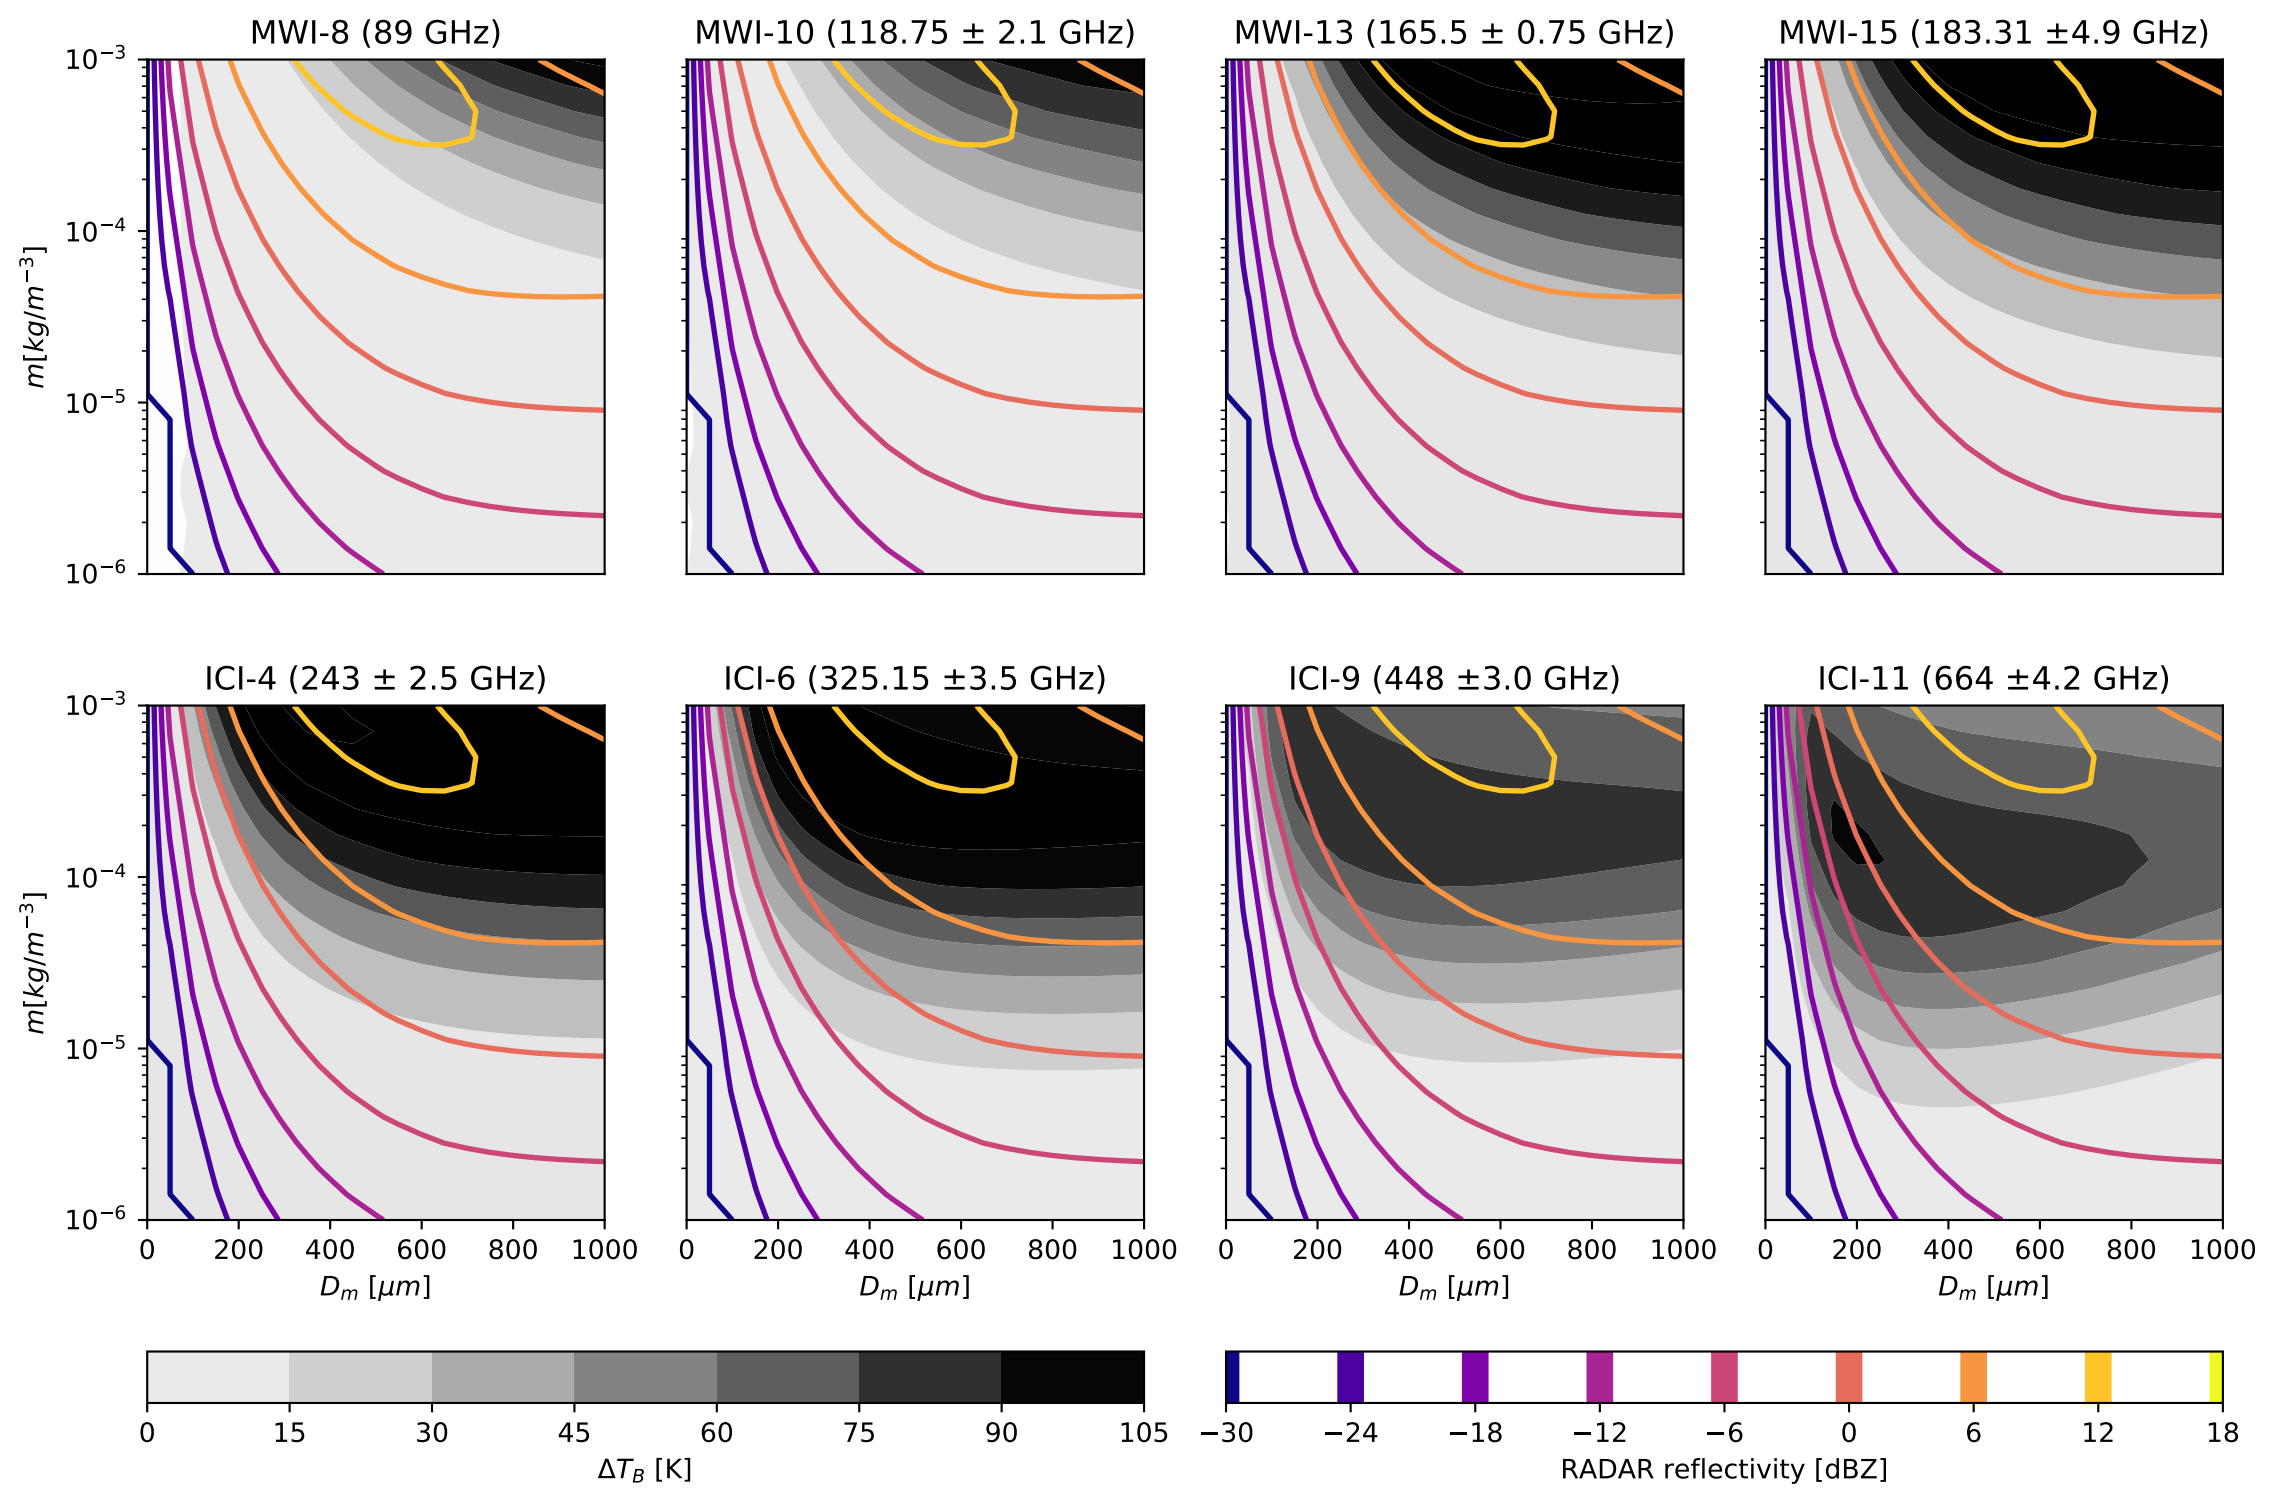 MWI-8 (89 GHz) MWI-10 (118.75 ± 2.1 GHz) MWI-13 (165.5 ± 0.75 GHz) MWI-15 (183.31 ±4.9 GHz)
10⁻³
10⁻⁴
10⁻⁵
10⁻⁶
m[kg/m⁻³]
ICI-4 (243 ± 2.5 GHz) ICI-6 (325.15 ±3.5 GHz) ICI-9 (448 ±3.0 GHz) ICI-11 (664 ±4.2 GHz)
10⁻³
10⁻⁴
10⁻⁵
10⁻⁶
m[kg/m⁻³]
0 200 400 600 800 1000 0 200 400 600 800 1000 0 200 400 600 800 1000 0 200 400 600 800 1000
Dₘ [μm] Dₘ [μm] Dₘ [μm] Dₘ [μm]
0 15 30 45 60 75 90 105
ΔT_B [K]
−30 −24 −18 −12 −6 0 6 12 18
RADAR reflectivity [dBZ]